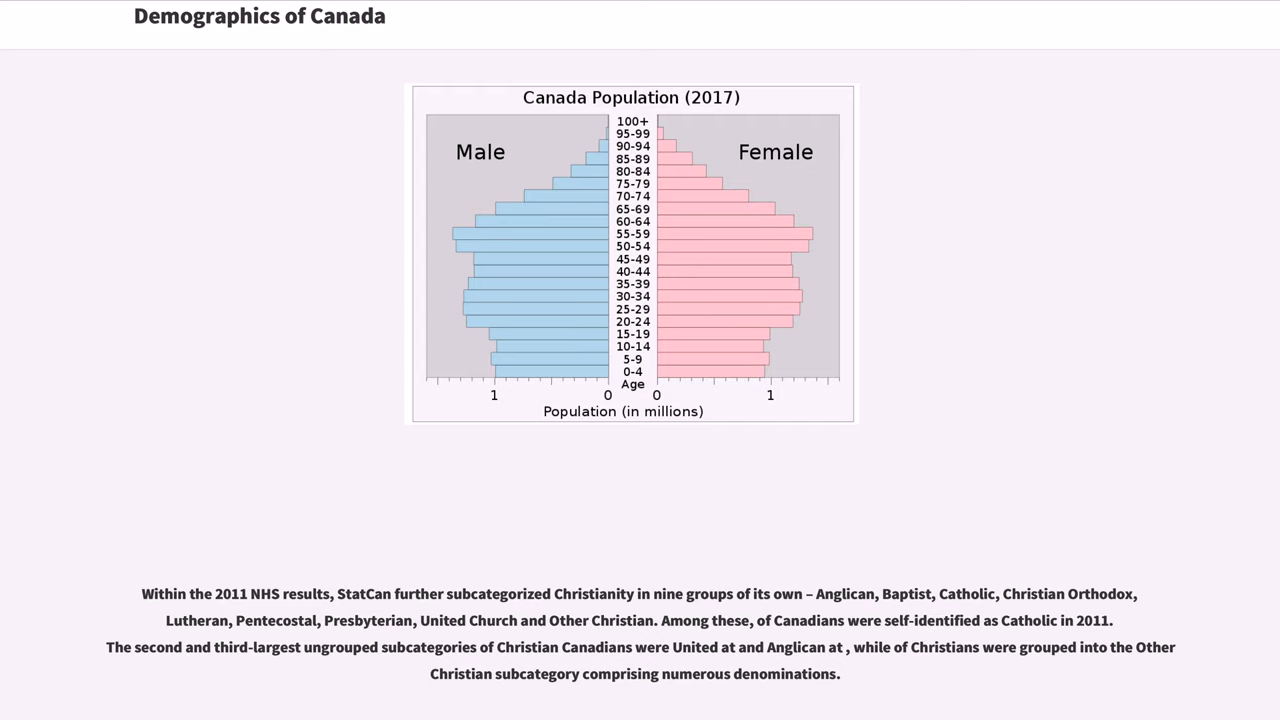 Demographics of Canada
Canada Population (2017)
Male
Female
100+
95-99
90-94
85-89
80-84
75-79
70-74
65-69
60-64
55-59
50-54
45-49
40-44
35-39
30-34
25-29
20-24
15-19
10-14
5-9
0-4
Age
1 0 0 1
Population (in millions)
Within the 2011 NHS results, StatCan further subcategorized Christianity in nine groups of its own – Anglican, Baptist, Catholic, Christian Orthodox,
Lutheran, Pentecostal, Presbyterian, United Church and Other Christian. Among these, of Canadians were self-identified as Catholic in 2011.
The second and third-largest ungrouped subcategories of Christian Canadians were United at and Anglican at , while of Christians were grouped into the Other
Christian subcategory comprising numerous denominations.